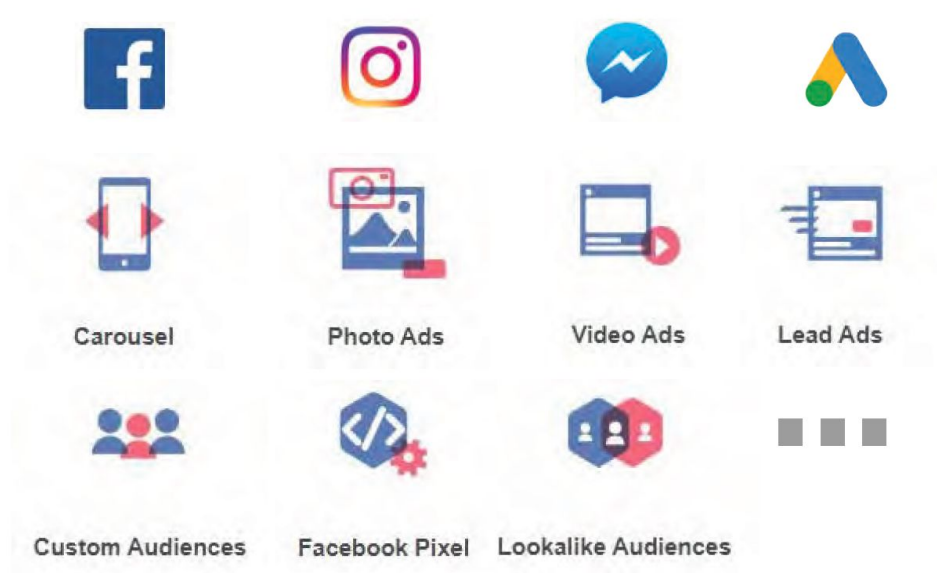 Carousel
Photo Ads
Video Ads
Lead Ads
Custom Audiences
Facebook Pixel
Lookalike Audiences